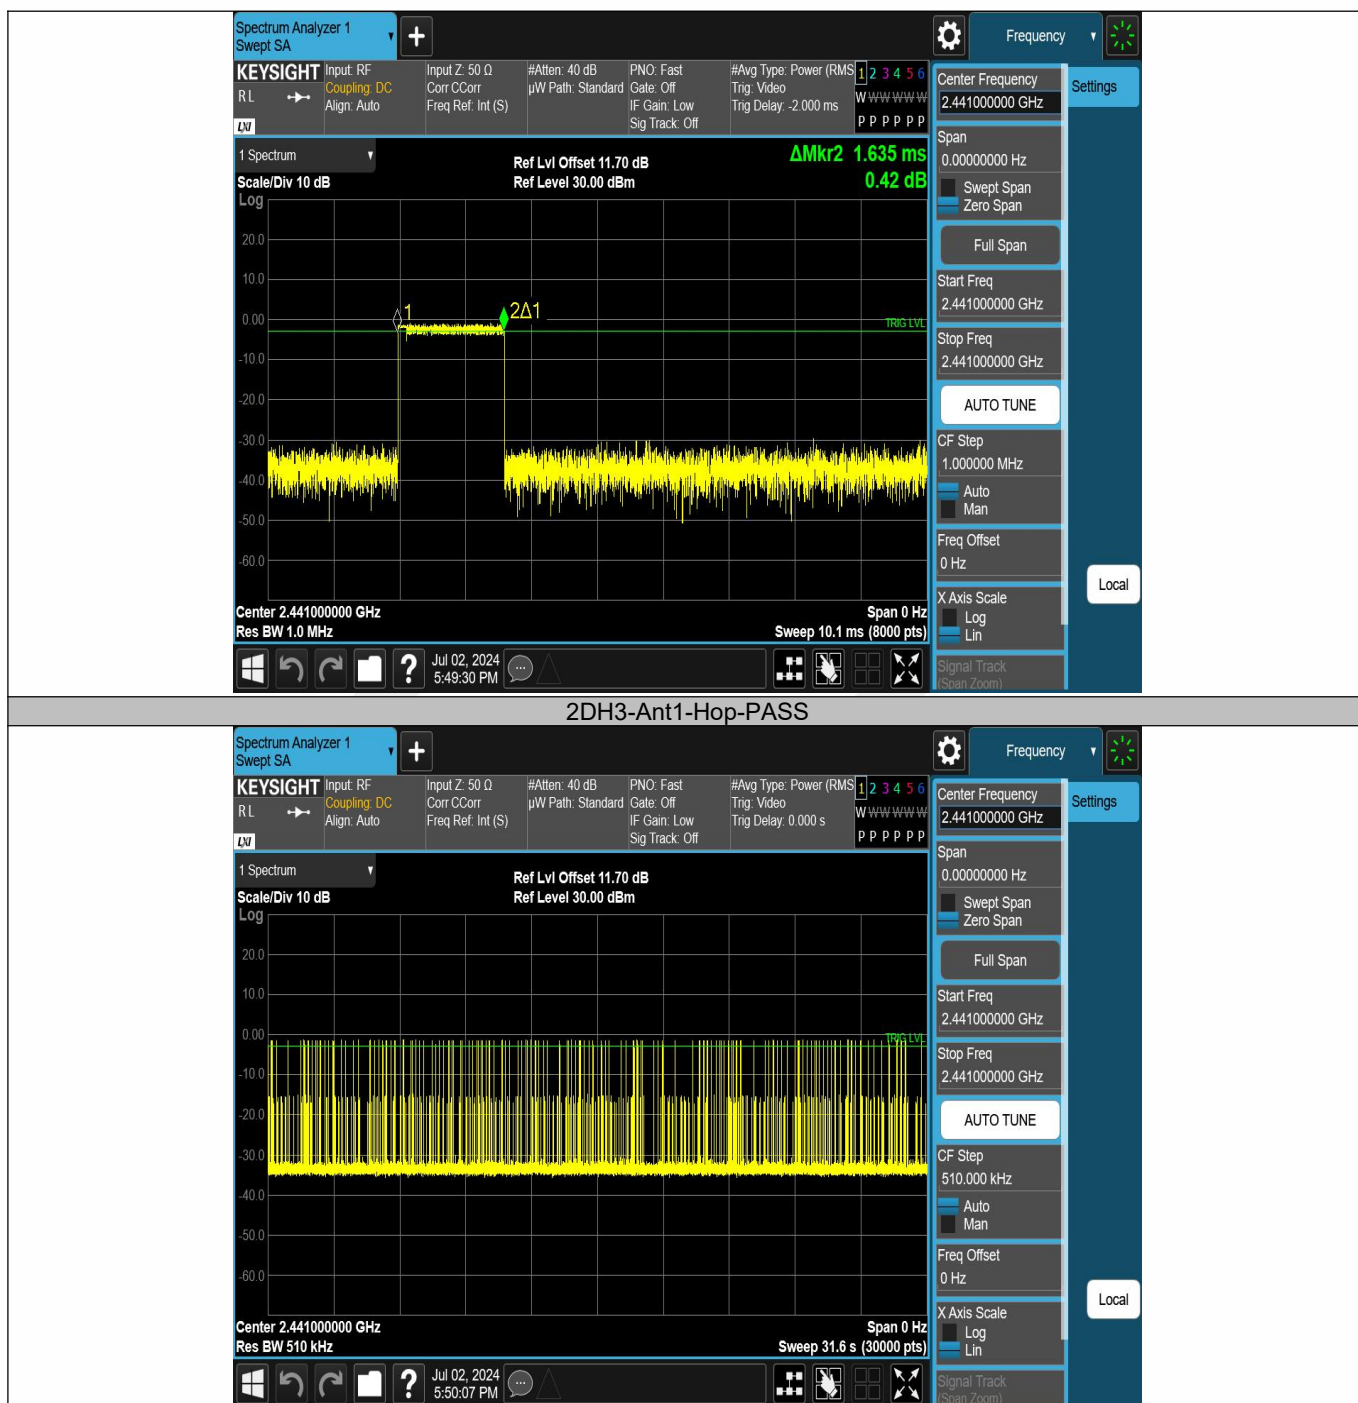 Spectrum Analyzer 1
Swept SA
+
Frequency
KEYSIGHT
R L
LXI
Input: RF
Coupling: DC
Align: Auto
Input Z: 50 Ω
Corr CCorr
Freq Ref: Int (S)
#Atten: 40 dB
µW Path: Standard
PNO: Fast
Gate: Off
IF Gain: Low
Sig Track: Off
#Avg Type: Power (RMS
Trig: Video
Trig Delay: -2.000 ms
1 2 3 4 5 6
W W W W W W
P P P P P P
Center Frequency
2.441000000 GHz
Settings
Span
0.00000000 Hz
Swept Span
Zero Span
Full Span
Start Freq
2.441000000 GHz
Stop Freq
2.441000000 GHz
AUTO TUNE
CF Step
1.000000 MHz
Auto
Man
Freq Offset
0 Hz
X Axis Scale
Log
Lin
Signal Track
(Span Zoom)
Local
1 Spectrum
Scale/Div 10 dB
Log
Ref Lvl Offset 11.70 dB
Ref Level 30.00 dBm
ΔMkr2 1.635 ms
0.42 dB
20.0
10.0
0.00
-10.0
-20.0
-30.0
-40.0
-50.0
-60.0
1
2Δ1
TRIG LVL
Center 2.441000000 GHz
Res BW 1.0 MHz
Span 0 Hz
Sweep 10.1 ms (8000 pts)
?
Jul 02, 2024
5:49:30 PM
2DH3-Ant1-Hop-PASS
Spectrum Analyzer 1
Swept SA
+
Frequency
KEYSIGHT
R L
LXI
Input: RF
Coupling: DC
Align: Auto
Input Z: 50 Ω
Corr CCorr
Freq Ref: Int (S)
#Atten: 40 dB
µW Path: Standard
PNO: Fast
Gate: Off
IF Gain: Low
Sig Track: Off
#Avg Type: Power (RMS
Trig: Video
Trig Delay: 0.000 s
1 2 3 4 5 6
W W W W W W
P P P P P P
Center Frequency
2.441000000 GHz
Settings
Span
0.00000000 Hz
Swept Span
Zero Span
Full Span
Start Freq
2.441000000 GHz
Stop Freq
2.441000000 GHz
AUTO TUNE
CF Step
510.000 kHz
Auto
Man
Freq Offset
0 Hz
X Axis Scale
Log
Lin
Signal Track
(Span Zoom)
Local
1 Spectrum
Scale/Div 10 dB
Log
Ref Lvl Offset 11.70 dB
Ref Level 30.00 dBm
20.0
10.0
0.00
-10.0
-20.0
-30.0
-40.0
-50.0
-60.0
TRIG LVL
Center 2.441000000 GHz
Res BW 510 kHz
Span 0 Hz
Sweep 31.6 s (30000 pts)
?
Jul 02, 2024
5:50:07 PM